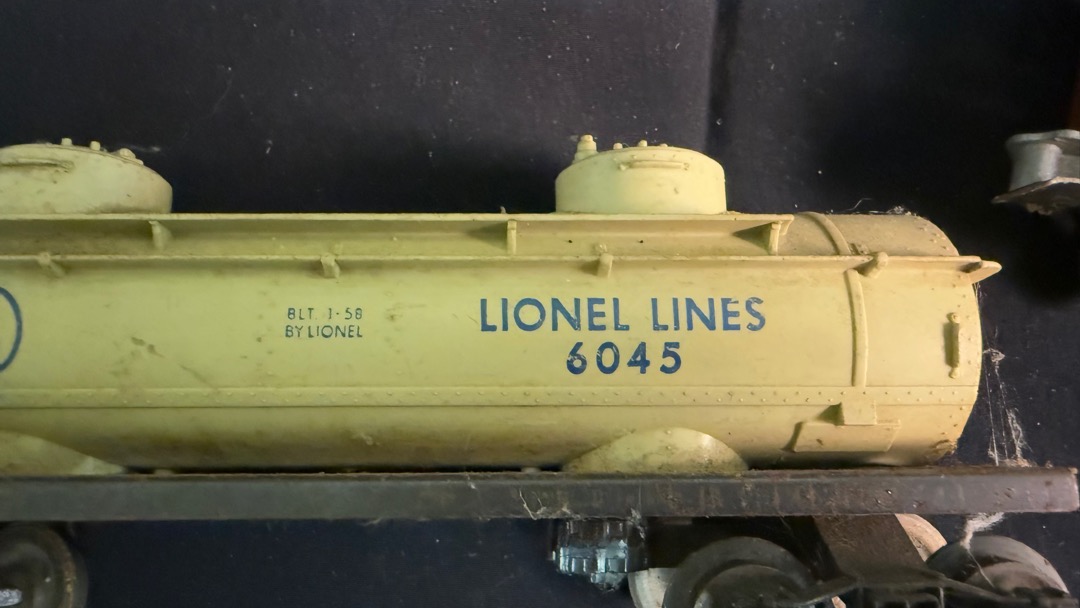 BLT. 1-58
BY LIONEL
LIONEL LINES
6045